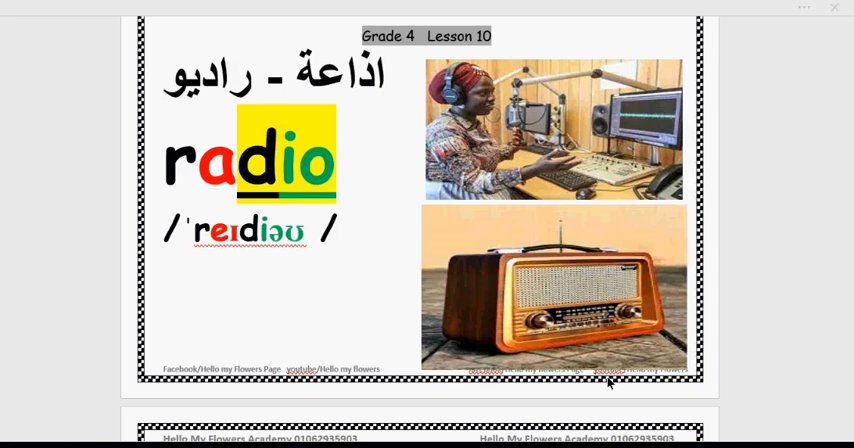 Grade 4 Lesson 10
اذاعة - راديو
radio
/ˈreɪdiəʊ /
Facebook/Hello my Flowers Page youtube/Hello my flowers
Hello My Flowers Academy 01062935903
Hello My Flowers Academy 01062935903